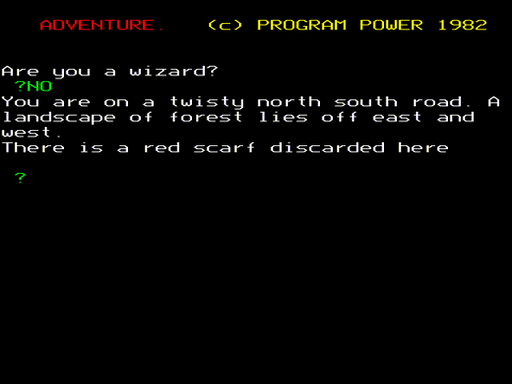 ADVENTURE. (c) PROGRAM POWER 1982
Are you a wizard?
?NO
You are on a twisty north south road. A
landscape of forest lies off east and
west.
There is a red scarf discarded here
?